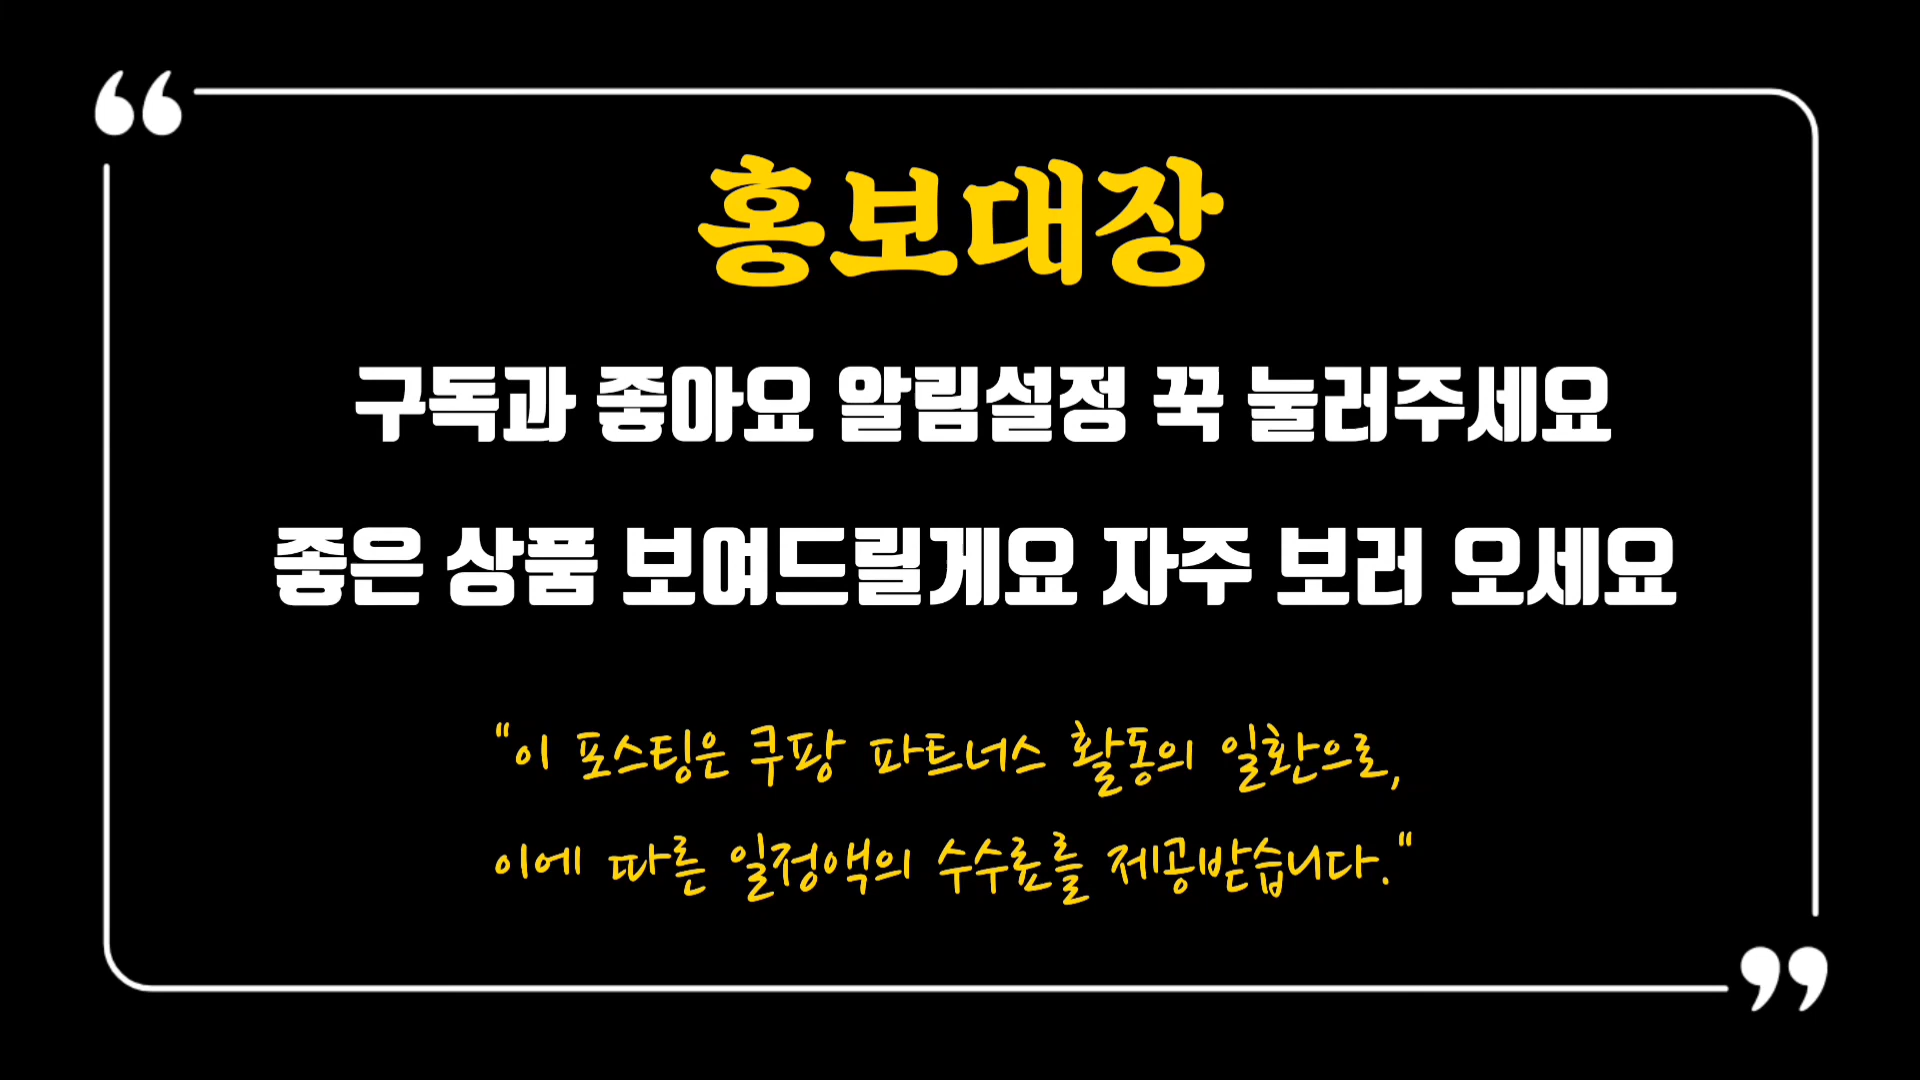 홍보대장
구독과 좋아요 알림설정 꾹 눌러주세요
좋은 상품 보여드릴게요 자주 보러 오세요
"이 포스팅은 쿠팡 파트너스 활동의 일환으로,
이에 따른 일정액의 수수료를 제공받습니다."